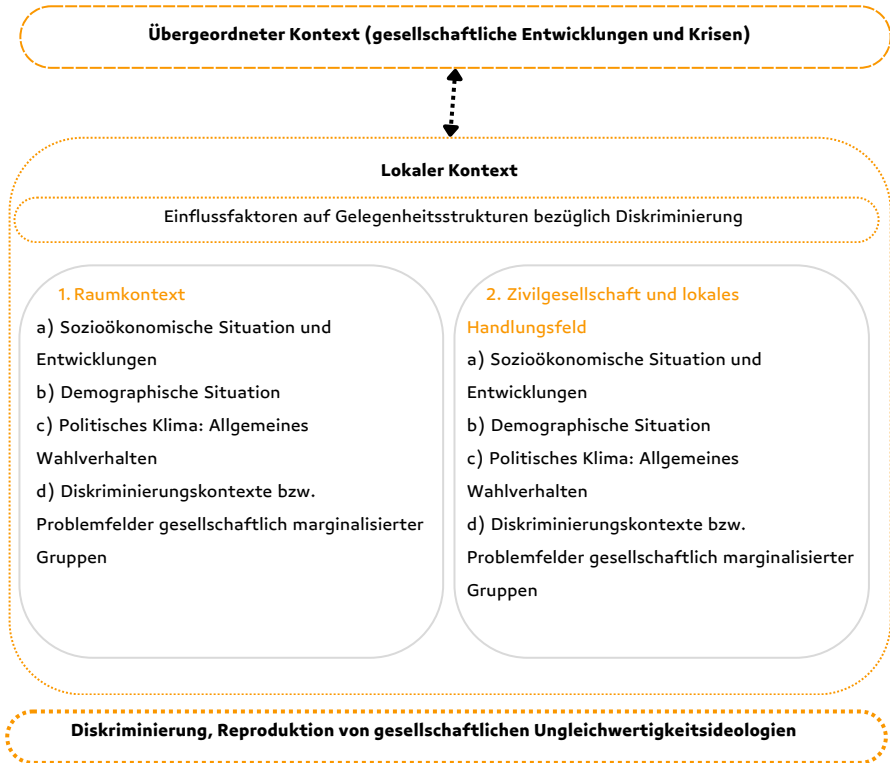 Übergeordneter Kontext (gesellschaftliche Entwicklungen und Krisen)
Lokaler Kontext
Einflussfaktoren auf Gelegenheitsstrukturen bezüglich Diskriminierung
1. Raumkontext
a) Sozioökonomische Situation und
Entwicklungen
b) Demographische Situation
c) Politisches Klima: Allgemeines
Wahlverhalten
d) Diskriminierungskontexte bzw.
Problemfelder gesellschaftlich marginalisierter
Gruppen
2. Zivilgesellschaft und lokales
Handlungsfeld
a) Sozioökonomische Situation und
Entwicklungen
b) Demographische Situation
c) Politisches Klima: Allgemeines
Wahlverhalten
d) Diskriminierungskontexte bzw.
Problemfelder gesellschaftlich marginalisierter
Gruppen
Diskriminierung, Reproduktion von gesellschaftlichen Ungleichwertigkeitsideologien